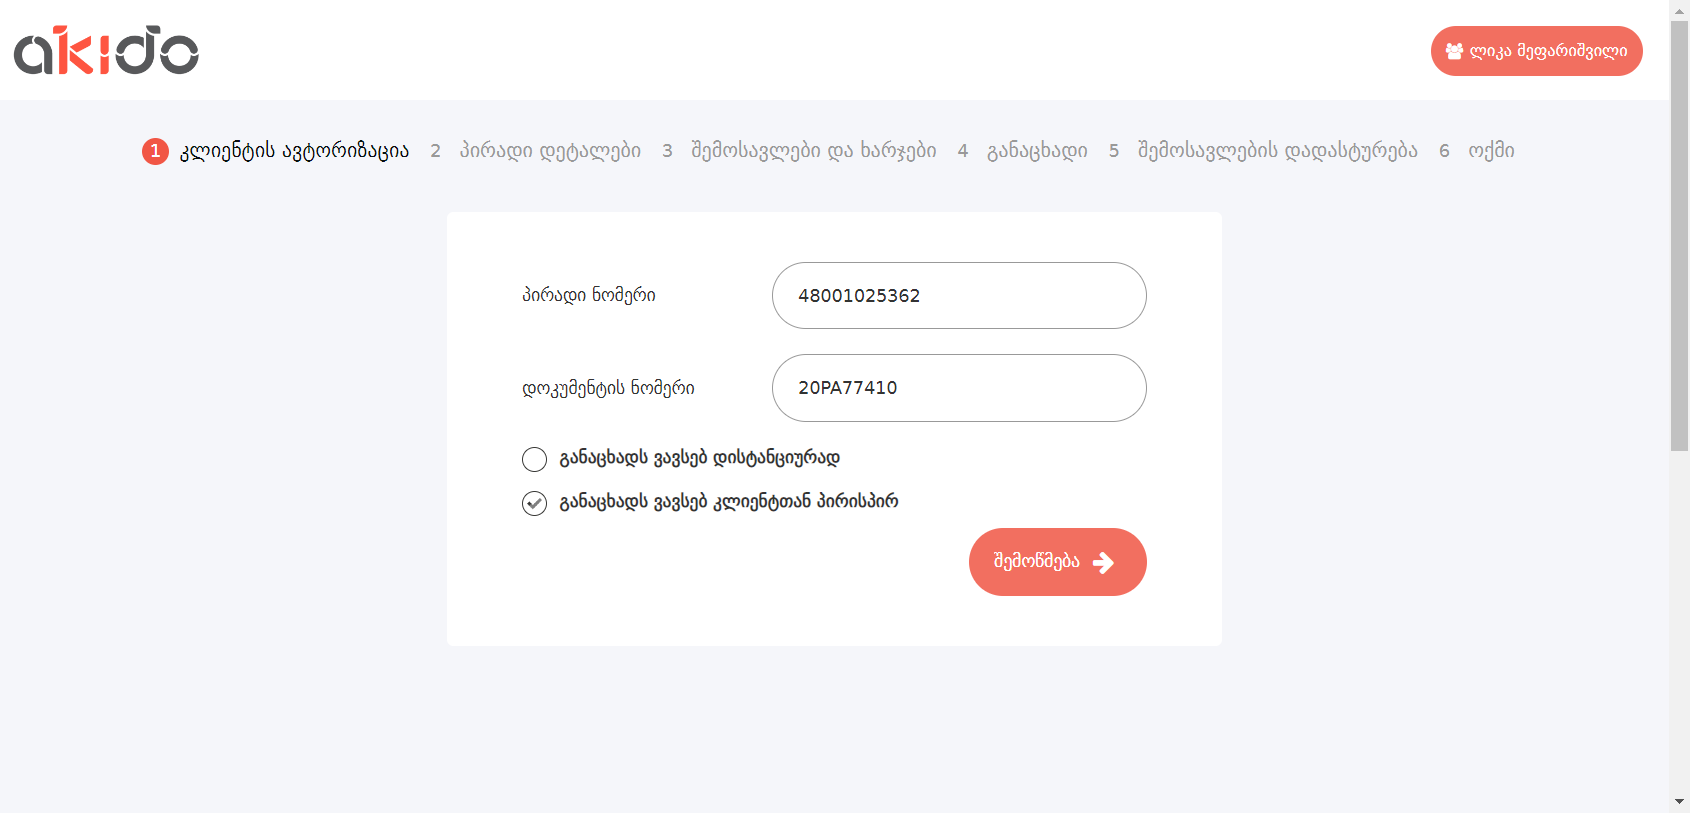 akido
ლიკა მეფარიშვილი
1 კლიენტის ავტორიზაცია 2 პირადი დეტალები 3 შემოსავლები და ხარჯები 4 განაცხადი 5 შემოსავლების დადასტურება 6 ოქმი
პირადი ნომერი 48001025362
დოკუმენტის ნომერი 20PA77410
განაცხადს ვავსებ დისტანციურად
განაცხადს ვავსებ კლიენტთან პირისპირ
შემოწმება